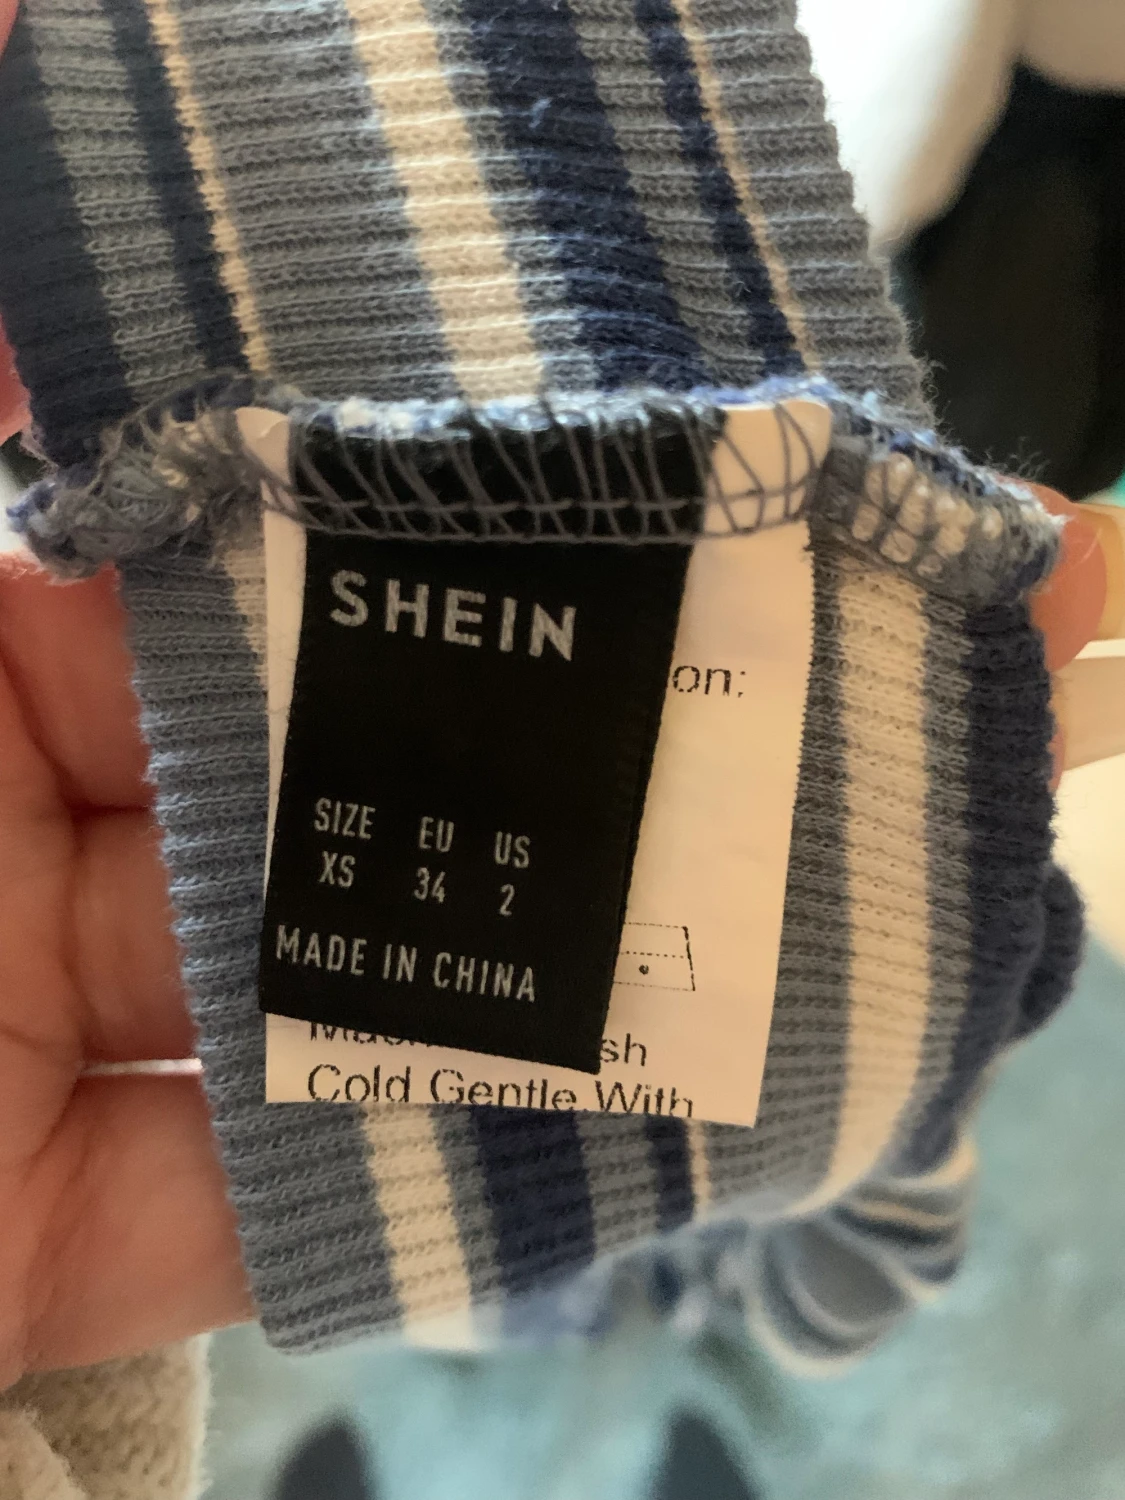 SHEIN
on:
SIZE EU US
XS 34 2
MADE IN CHINA
sh
Cold Gentle With